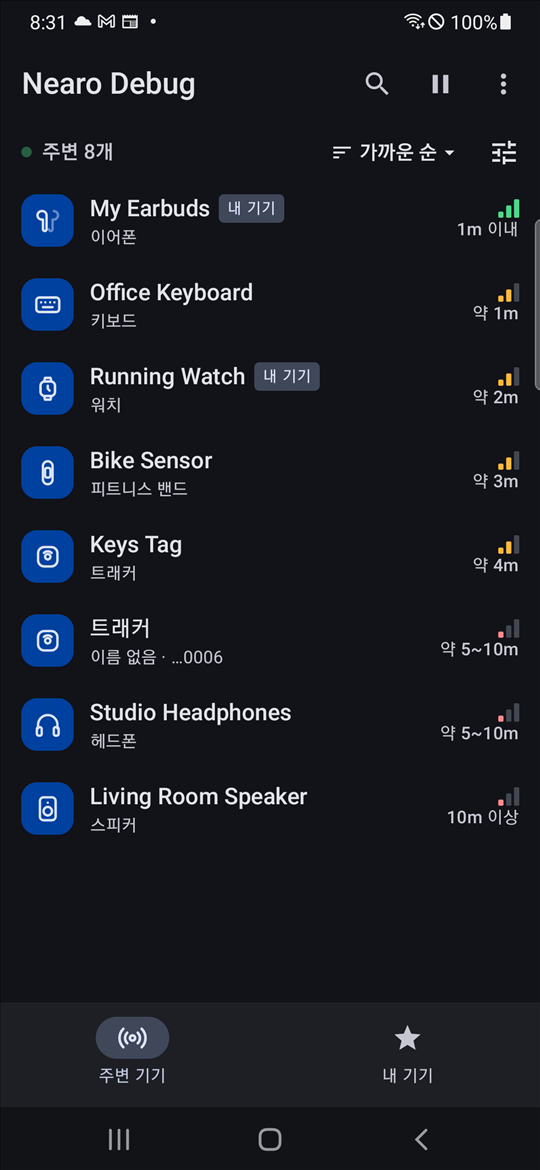 8:31 100%
Nearo Debug
주변 8개 가까운 순
My Earbuds 내 기기
이어폰 1m 이내
Office Keyboard
키보드 약 1m
Running Watch 내 기기
워치 약 2m
Bike Sensor
피트니스 밴드 약 3m
Keys Tag
트래커 약 4m
트래커
이름 없음 · …0006 약 5~10m
Studio Headphones
헤드폰 약 5~10m
Living Room Speaker
스피커 10m 이상
주변 기기 내 기기